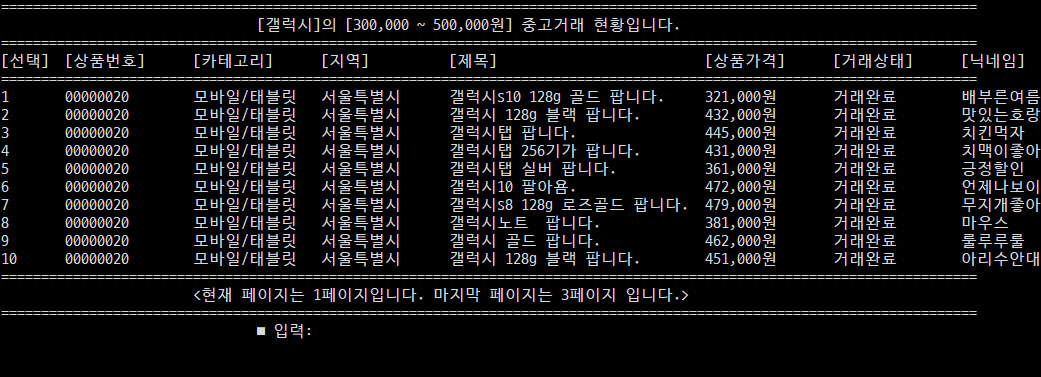 [갤럭시]의 [300,000 ~ 500,000원] 중고거래 현황입니다.
[선택] [상품번호] [카테고리] [지역] [제목] [상품가격] [거래상태] [닉네임]
1 00000020 모바일/태블릿 서울특별시 갤럭시s10 128g 골드 팝니다. 321,000원 거래완료 배부른여름
2 00000020 모바일/태블릿 서울특별시 갤럭시 128g 블랙 팝니다. 432,000원 거래완료 맛있는호랑
3 00000020 모바일/태블릿 서울특별시 갤럭시탭 팝니다. 445,000원 거래완료 치킨먹자
4 00000020 모바일/태블릿 서울특별시 갤럭시탭 256기가 팝니다. 431,000원 거래완료 치맥이좋아
5 00000020 모바일/태블릿 서울특별시 갤럭시탭 실버 팝니다. 361,000원 거래완료 긍정할인
6 00000020 모바일/태블릿 서울특별시 갤럭시10 팔아욤. 472,000원 거래완료 언제나보이
7 00000020 모바일/태블릿 서울특별시 갤럭시s8 128g 로즈골드 팝니다. 479,000원 거래완료 무지개좋아
8 00000020 모바일/태블릿 서울특별시 갤럭시노트 팝니다. 381,000원 거래완료 마우스
9 00000020 모바일/태블릿 서울특별시 갤럭시 골드 팝니다. 462,000원 거래완료 룰루루룰
10 00000020 모바일/태블릿 서울특별시 갤럭시 128g 블랙 팝니다. 451,000원 거래완료 아리수안대
<현재 페이지는 1페이지입니다. 마지막 페이지는 3페이지 입니다.>
■ 입력: